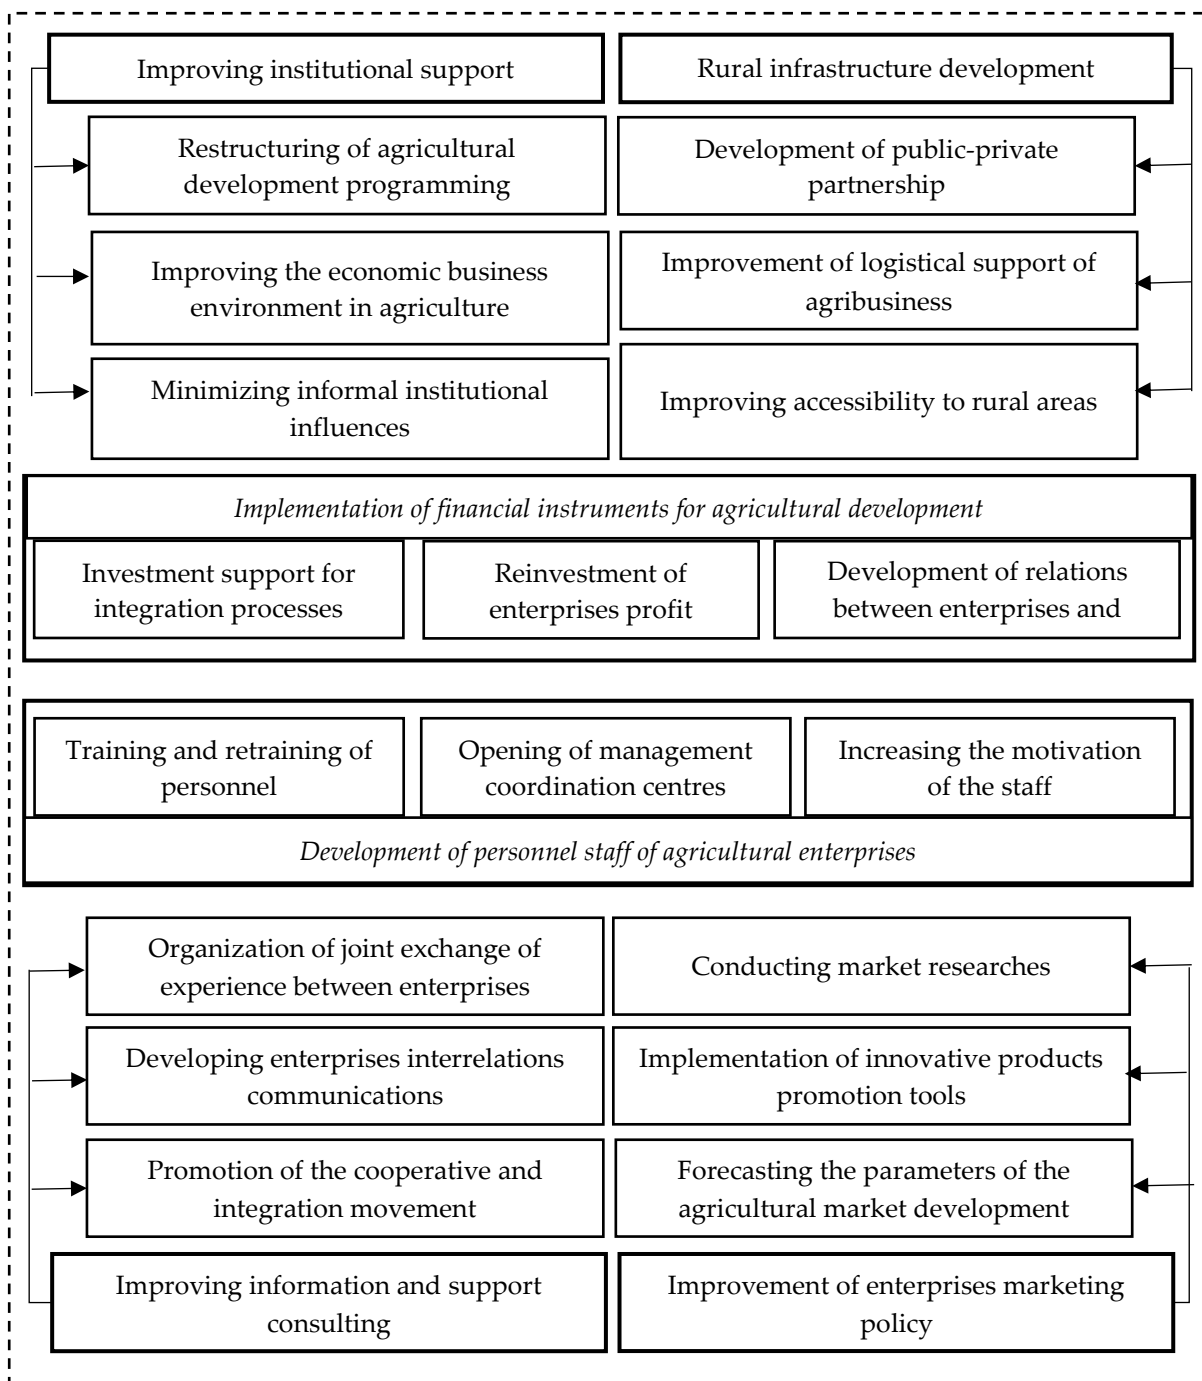 Improving institutional support
Rural infrastructure development
Restructuring of agricultural
development programming
Development of public-private
partnership
Improving the economic business
environment in agriculture
Improvement of logistical support of
agribusiness
Minimizing informal institutional
influences
Improving accessibility to rural areas
Implementation of financial instruments for agricultural development
Investment support for
integration processes
Reinvestment of
enterprises profit
Development of relations
between enterprises and
Training and retraining of
personnel
Opening of management
coordination centres
Increasing the motivation
of the staff
Development of personnel staff of agricultural enterprises
Organization of joint exchange of
experience between enterprises
Conducting market researches
Developing enterprises interrelations
communications
Implementation of innovative products
promotion tools
Promotion of the cooperative and
integration movement
Forecasting the parameters of the
agricultural market development
Improving information and support
consulting
Improvement of enterprises marketing
policy